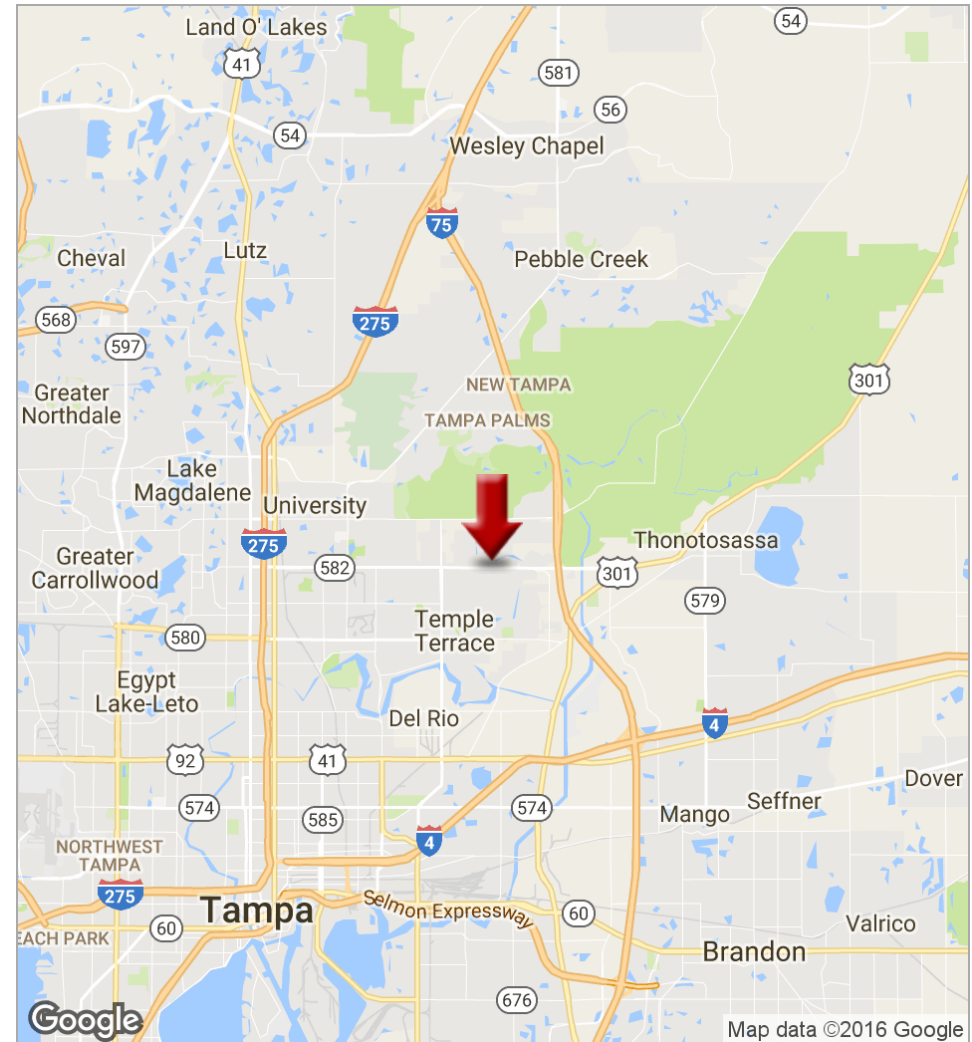 Land O' Lakes
54
41
581
56
54
Wesley Chapel
75
Cheval
Lutz
Pebble Creek
568
275
597
301
NEW TAMPA
Greater
Northdale
TAMPA PALMS
Lake
Magdalene
University
275
Thonotosassa
Greater
Carrollwood
582
301
579
Temple
Terrace
580
Egypt
Lake-Leto
Del Rio
4
92
41
Dover
574
585
574
Mango
Seffner
4
NORTHWEST
TAMPA
275
Tampa
Selmon Expressway
60
60
EACH PARK
Valrico
Brandon
676
Google
Map data ©2016 Google